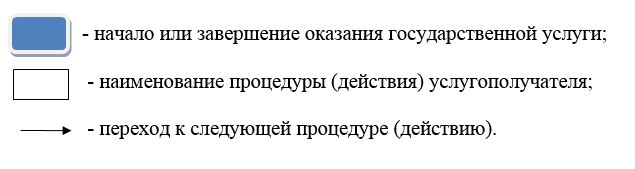 - начало или завершение оказания государственной услуги;
- наименование процедуры (действия) услугополучателя;
- переход к следующей процедуре (действию).